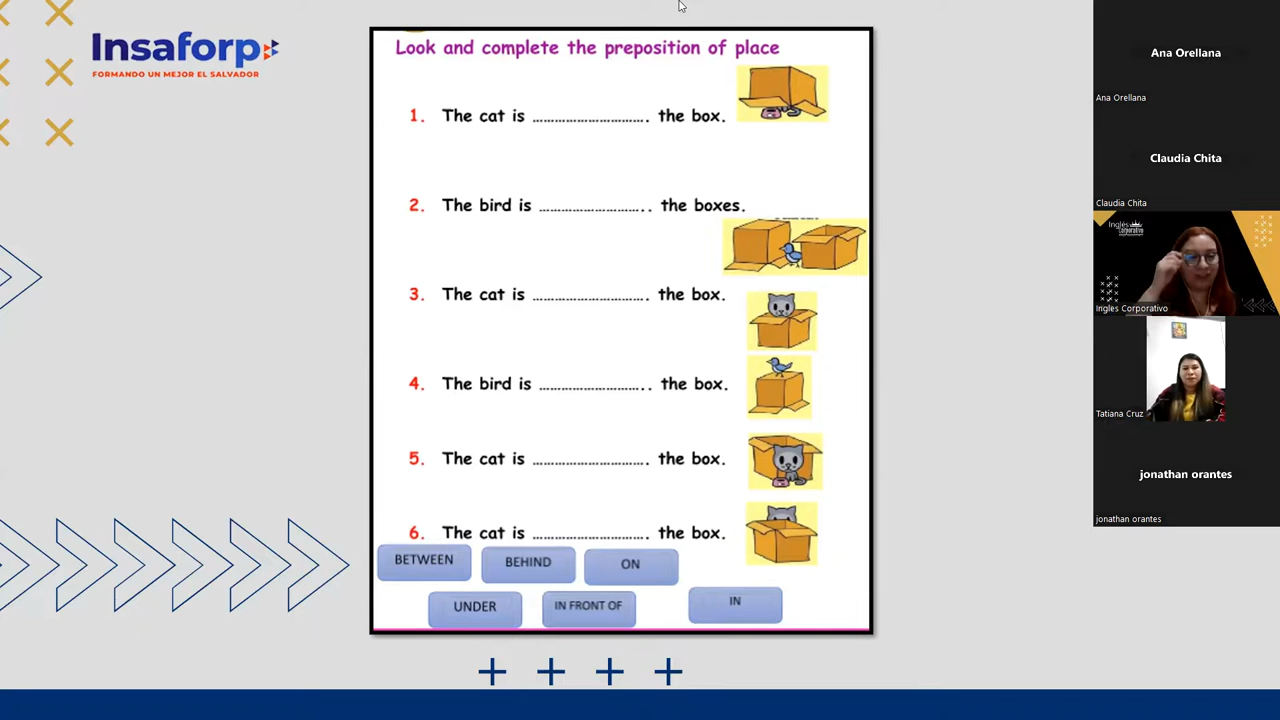 Insaforp
FORMANDO UN MEJOR EL SALVADOR
Look and complete the preposition of place
1. The cat is ............................. the box.
2. The bird is ........................... the boxes.
3. The cat is ............................. the box.
4. The bird is ........................... the box.
5. The cat is ............................. the box.
6. The cat is ............................. the box.
BETWEEN
BEHIND
ON
UNDER
IN FRONT OF
IN
Ana Orellana
Ana Orellana
Claudia Chita
Claudia Chita
Inglés
Corporativo
Ingles Corporativo
Tatiana Cruz
jonathan orantes
jonathan orantes